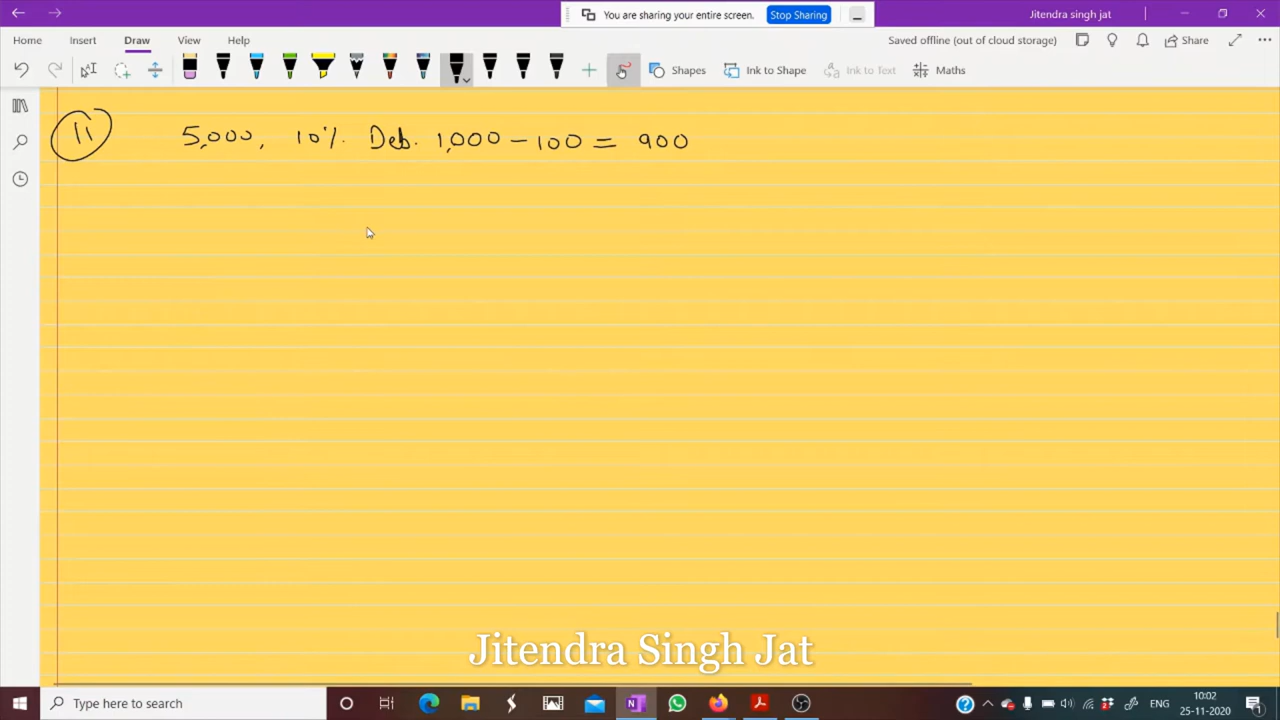 You are sharing your entire screen. Stop Sharing
Jitendra singh jat
Home Insert Draw View Help
Saved offline (out of cloud storage)
Share
Shapes
Ink to Shape
Ink to Text
Maths
11 5,000, 10% Deb. 1,000 - 100 = 900
Jitendra Singh Jat
Type here to search
ENG
10:02
25-11-2020
1